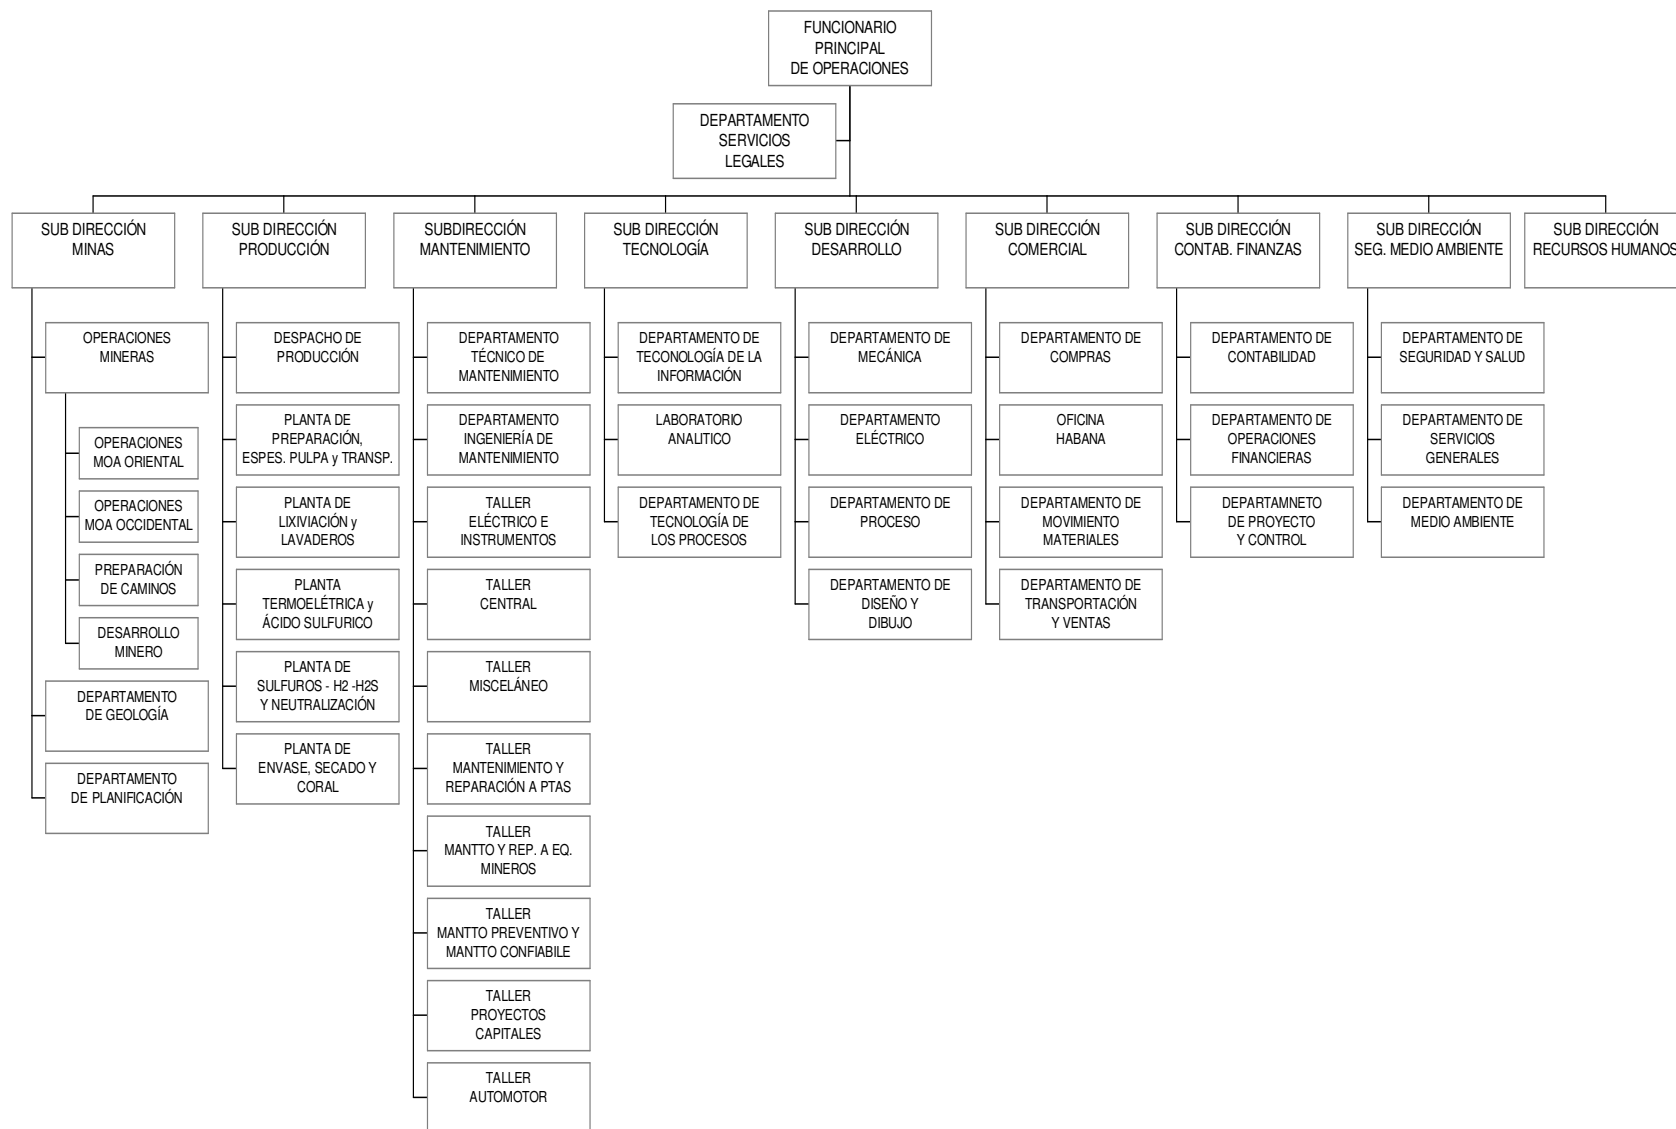 FUNCIONARIO
PRINCIPAL
DE OPERACIONES
DEPARTAMENTO
SERVICIOS
LEGALES
SUB DIRECCIÓN
MINAS
SUB DIRECCIÓN
PRODUCCIÓN
SUBDIRECCIÓN
MANTENIMIENTO
SUB DIRECCIÓN
TECNOLOGÍA
SUB DIRECCIÓN
DESARROLLO
SUB DIRECCIÓN
COMERCIAL
SUB DIRECCIÓN
CONTAB. FINANZAS
SUB DIRECCIÓN
SEG. MEDIO AMBIENTE
SUB DIRECCIÓN
RECURSOS HUMANOS
OPERACIONES
MINERAS
OPERACIONES
MOA ORIENTAL
OPERACIONES
MOA OCCIDENTAL
PREPARACIÓN
DE CAMINOS
DESARROLLO
MINERO
DEPARTAMENTO
DE GEOLOGÍA
DEPARTAMENTO
DE PLANIFICACIÓN
DESPACHO DE
PRODUCCIÓN
PLANTA DE
PREPARACIÓN,
ESPES. PULPA y TRANSP.
PLANTA DE
LIXIVIACIÓN y
LAVADEROS
PLANTA
TERMOELÉTRICA y
ÁCIDO SULFURICO
PLANTA DE
SULFUROS - H2 -H2S
Y NEUTRALIZACIÓN
PLANTA DE
ENVASE, SECADO Y
CORAL
DEPARTAMENTO
TÉCNICO DE
MANTENIMIENTO
DEPARTAMENTO
INGENIERÍA DE
MANTENIMIENTO
TALLER
ELÉCTRICO E
INSTRUMENTOS
TALLER
CENTRAL
TALLER
MISCELÁNEO
TALLER
MANTENIMIENTO Y
REPARACIÓN A PTAS
TALLER
MANTTO Y REP. A EQ.
MINEROS
TALLER
MANTTO PREVENTIVO Y
MANTTO CONFIABILE
TALLER
PROYECTOS
CAPITALES
TALLER
AUTOMOTOR
DEPARTAMENTO DE
TECONOLOGÍA DE LA
INFORMACIÓN
LABORATORIO
ANALITICO
DEPARTAMENTO DE
TECNOLOGÍA DE
LOS PROCESOS
DEPARTAMENTO DE
MECÁNICA
DEPARTAMENTO
ELÉCTRICO
DEPARTAMENTO DE
PROCESO
DEPARTAMENTO DE
DISEÑO Y
DIBUJO
DEPARTAMENTO DE
COMPRAS
OFICINA
HABANA
DEPARTAMENTO DE
MOVIMIENTO
MATERIALES
DEPARTAMENTO DE
TRANSPORTACIÓN
Y VENTAS
DEPARTAMENTO DE
CONTABILIDAD
DEPARTAMENTO DE
OPERACIONES
FINANCIERAS
DEPARTAMNETO
DE PROYECTO
Y CONTROL
DEPARTAMENTO DE
SEGURIDAD Y SALUD
DEPARTAMENTO DE
SERVICIOS
GENERALES
DEPARTAMENTO DE
MEDIO AMBIENTE